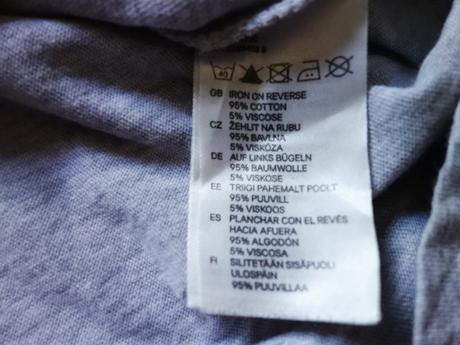 40
GB IRON ON REVERSE
95% COTTON
5% VISCOSE
CZ ŽEHLIT NA RUBU
95% BAVLNA
5% VISKÓZA
DE AUF LINKS BÜGELN
95% BAUMWOLLE
5% VISKOSE
EE TRIIGI PAHEMALT POOLT
95% PUUVILL
5% VISKOOS
ES PLANCHAR CON EL REVÉS
HACIA AFUERA
95% ALGODÓN
5% VISCOSA
FI SILITETÄÄN SISÄPUOLI
ULOSPÄIN
95% PUUVILLAA